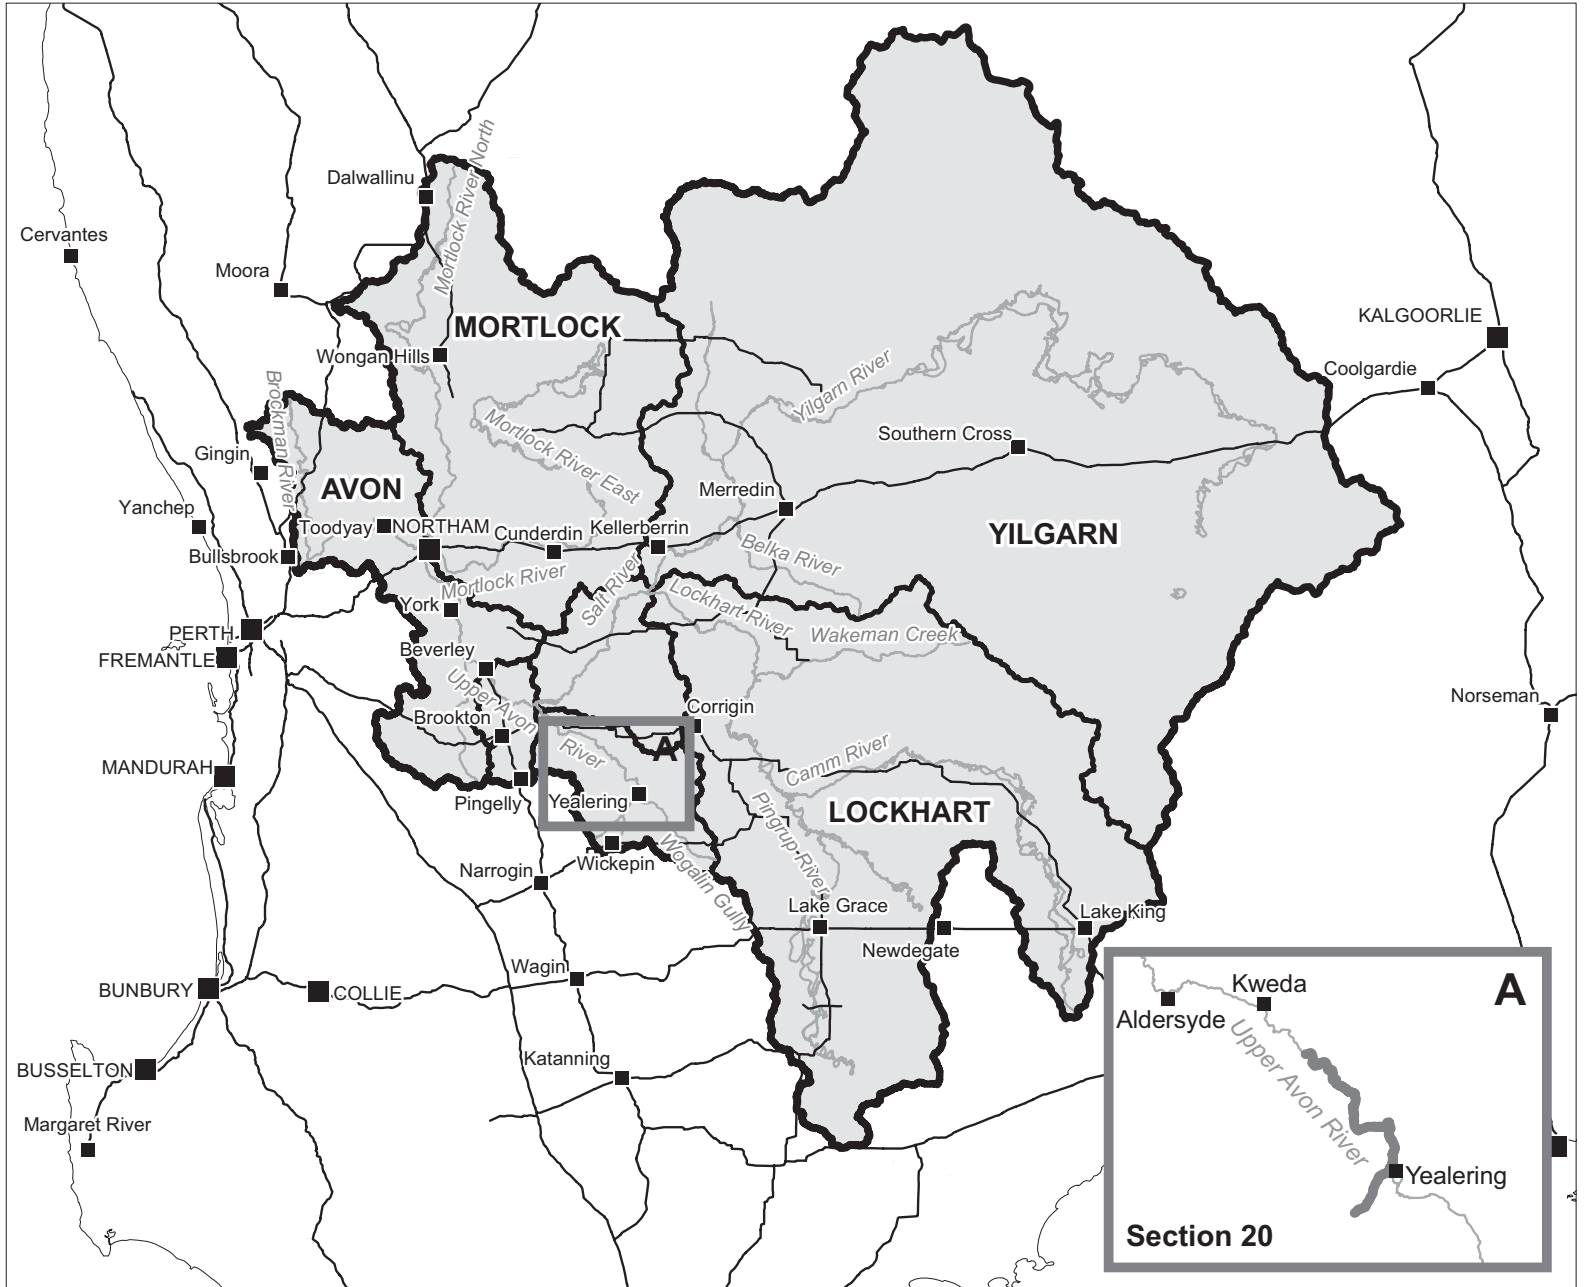 Mortlock River North
Dalwallinu
Cervantes
Moora
KALGOORLIE
MORTLOCK
Wongan Hills
Coolgardie
Yilgarn River
Brockman River
Mortlock River East
Southern Cross
Gingin
AVON
Merredin
Yanchep
Toodyay
NORTHAM
Cunderdin
Kellerberrin
YILGARN
Bullsbrook
Belka River
Mortlock River
Salt River
Lockhart River
York
PERTH
Wakeman Creek
FREMANTLE
Beverley
Upper Avon
River
Norseman
Corrigin
Brookton
A
Camm River
MANDURAH
Pingelly
Yealering
Pingrup River
LOCKHART
Wickepin
Wogalin Gully
Narrogin
Lake Grace
Lake King
Newdegate
Wagin
BUNBURY
COLLIE
Kweda
A
Aldersyde
Upper Avon River
Katanning
BUSSELTON
Margaret River
Yealering
Section 20